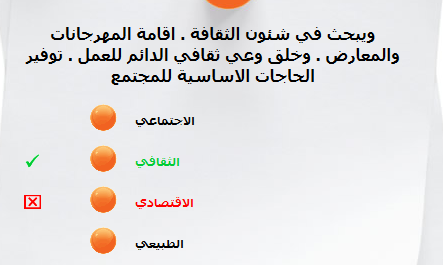 ويبحث في شئون الثقافة . اقامة المهرجانات
والمعارض . وخلق وعي ثقافي الدائم للعمل . توفير
الحاجات الاساسية للمجتمع
الاجتماعي
الثقافي
الاقتصادي
الطبيعي